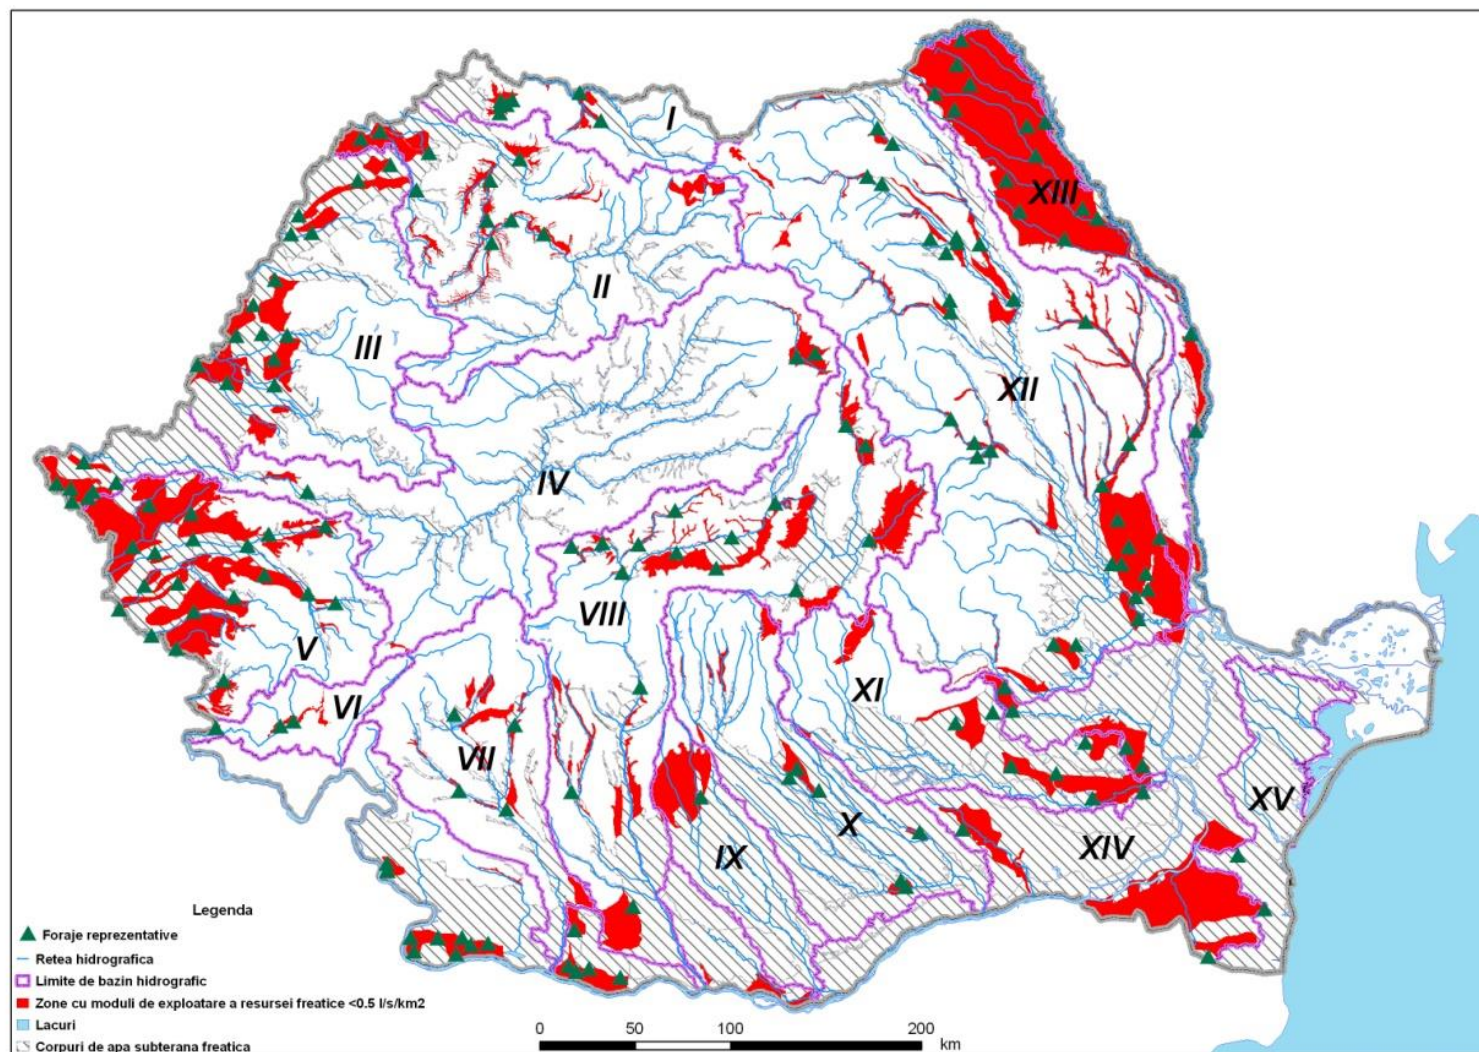 I
XIII
II
III
XII
IV
VIII
V
VI
XI
VII
XV
X
IX
XIV
Legenda
Foraje reprezentative
Retea hidrografica
Limite de bazin hidrografic
Zone cu moduli de exploatare a resursei freatice <0.5 l/s/km2
Lacuri
Corpuri de apa subterana freatica
0 50 100 200
km